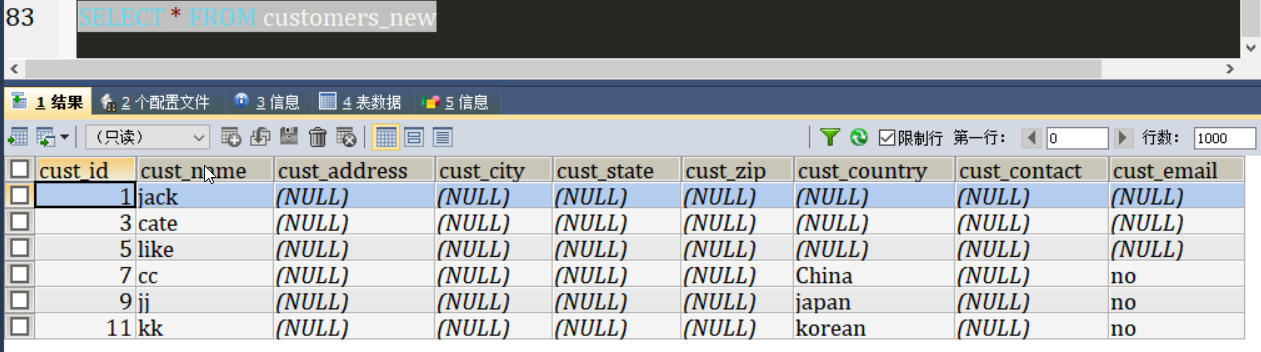 83 SELECT * FROM customers_new
1 结果 2 个配置文件 3 信息 4 表数据 5 信息
(只读) 限制行 第一行: 0 行数: 1000
cust_id cust_name cust_address cust_city cust_state cust_zip cust_country cust_contact cust_email
1 jack (NULL) (NULL) (NULL) (NULL) (NULL) (NULL) (NULL)
3 cate (NULL) (NULL) (NULL) (NULL) (NULL) (NULL) (NULL)
5 like (NULL) (NULL) (NULL) (NULL) (NULL) (NULL) (NULL)
7 cc (NULL) (NULL) (NULL) (NULL) China (NULL) no
9 jj (NULL) (NULL) (NULL) (NULL) japan (NULL) no
11 kk (NULL) (NULL) (NULL) (NULL) korean (NULL) no